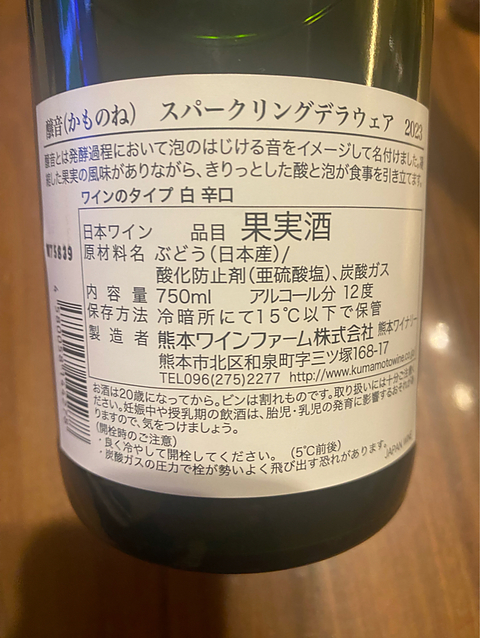 醸音(かものね) スパークリングデラウェア 2023
醸音とは発酵過程において泡のはじける音をイメージして名付けました。凝
縮した果実の風味がありながら、きりっとした酸と泡が食事を引き立てます。
ワインのタイプ 白 辛口
日本ワイン 品目 果実酒
原材料名 ぶどう(日本産)/
酸化防止剤(亜硫酸塩)、炭酸ガス
内容量 750ml アルコール分 12度
保存方法 冷暗所にて15℃以下で保管
製造者 熊本ワインファーム株式会社 熊本ワイナリー
熊本市北区和泉町字三ツ塚168-17
TEL096(275)2277 http://www.kumamotowine.co.jp
お酒は20歳になってから。ビンは割れものです。取り扱いには十分ご注意く
ださい。妊娠中や授乳期の飲酒は、胎児・乳児の発育に影響するおそれがあ
りますので、気をつけましょう。
(開栓時のご注意)
・良く冷やして開栓してください。(5℃前後)
・炭酸ガスの圧力で栓が勢いよく飛び出す恐れがあります。
JAPAN WINE